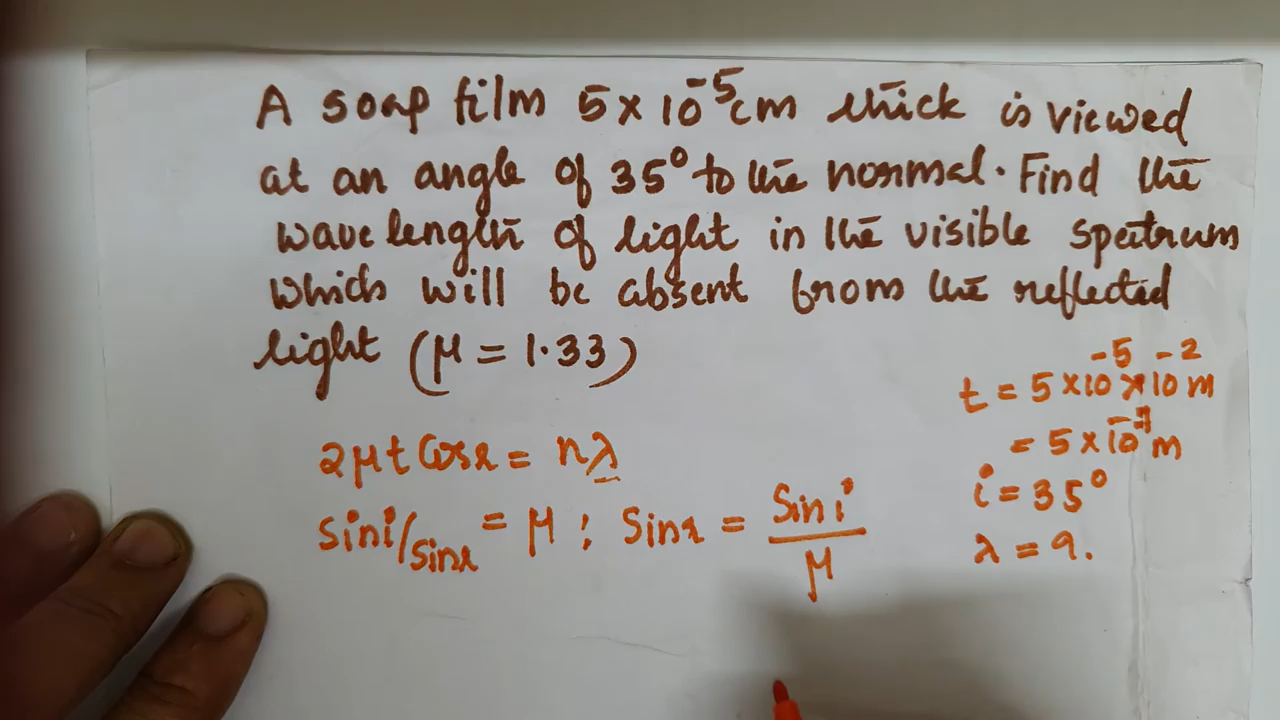 A soap film 5 × 10⁻⁵cm thick is viewed
at an angle of 35° to the normal. Find the
wavelength of light in the visible spectrum
which will be absent from the reflected
light (μ = 1.33)
t = 5 × 10⁻⁵ × 10⁻² m
= 5 × 10⁻⁷ m
i = 35°
λ = ?.
2μt Cos r = nλ
Sin i / Sin r = μ ; Sin r = Sin i / μ